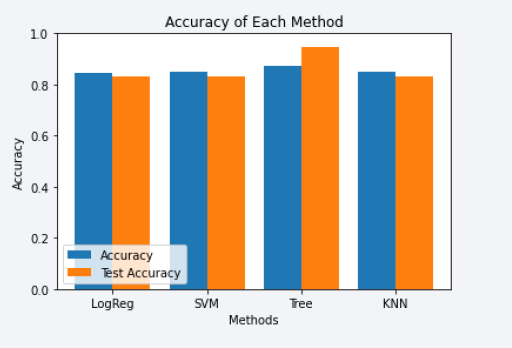 Accuracy of Each Method
1.0
0.8
0.6
0.4
0.2
0.0
Accuracy
Accuracy
Test Accuracy
LogReg SVM Tree KNN
Methods